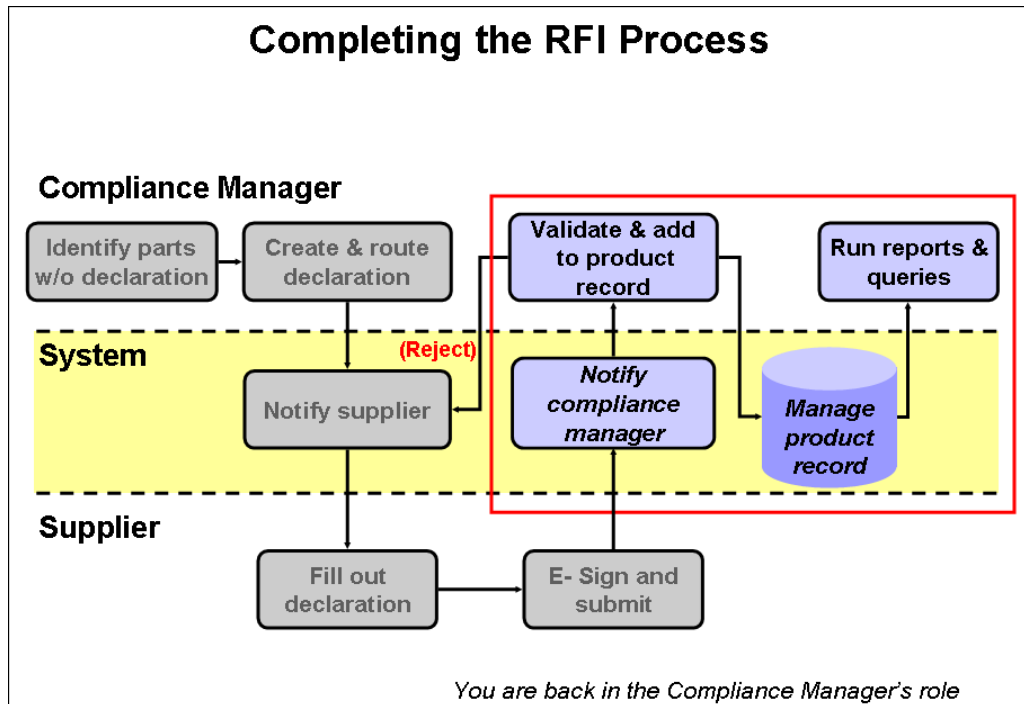 Completing the RFI Process
Compliance Manager
Identify parts
w/o declaration
Create & route
declaration
Validate & add
to product
record
Run reports &
queries
System
(Reject)
Notify supplier
Notify
compliance
manager
Manage
product
record
Supplier
Fill out
declaration
E- Sign and
submit
You are back in the Compliance Manager's role